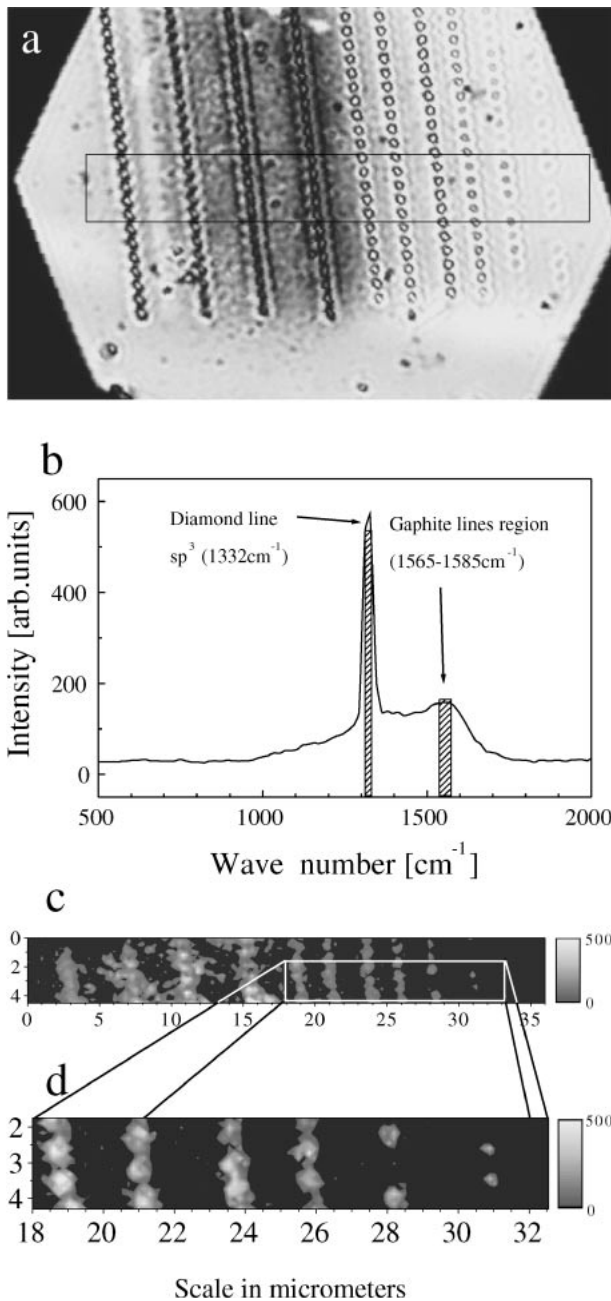 a
b
600
400
200
0
Intensity [arb.units]
Diamond line
sp³ (1332cm⁻¹)
Gaphite lines region
(1565-1585cm⁻¹)
500 1000 1500 2000
Wave number [cm⁻¹]
c
0
2
4
0 5 10 15 20 25 30 35
500
0
d
2
3
4
18 20 22 24 26 28 30 32
500
0
Scale in micrometers